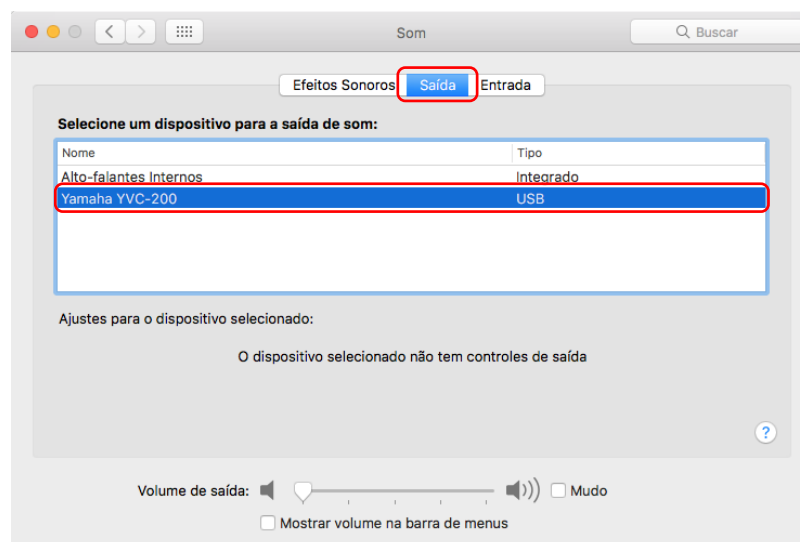 Som
Buscar
Efeitos Sonoros Saída Entrada
Selecione um dispositivo para a saída de som:
Nome Tipo
Alto-falantes Internos Integrado
Yamaha YVC-200 USB
Ajustes para o dispositivo selecionado:
O dispositivo selecionado não tem controles de saída
?
Volume de saída: Mudo
Mostrar volume na barra de menus